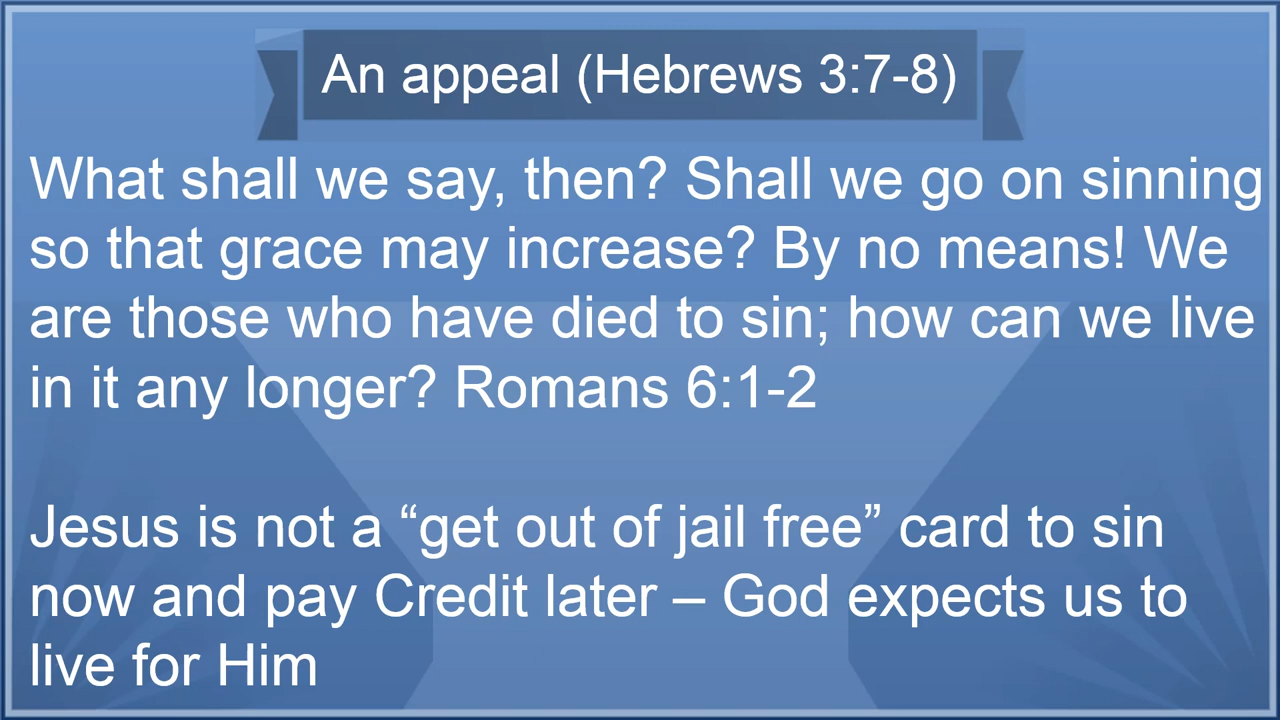 An appeal (Hebrews 3:7-8)
What shall we say, then? Shall we go on sinning
so that grace may increase? By no means! We
are those who have died to sin; how can we live
in it any longer? Romans 6:1-2
Jesus is not a “get out of jail free” card to sin
now and pay Credit later – God expects us to
live for Him